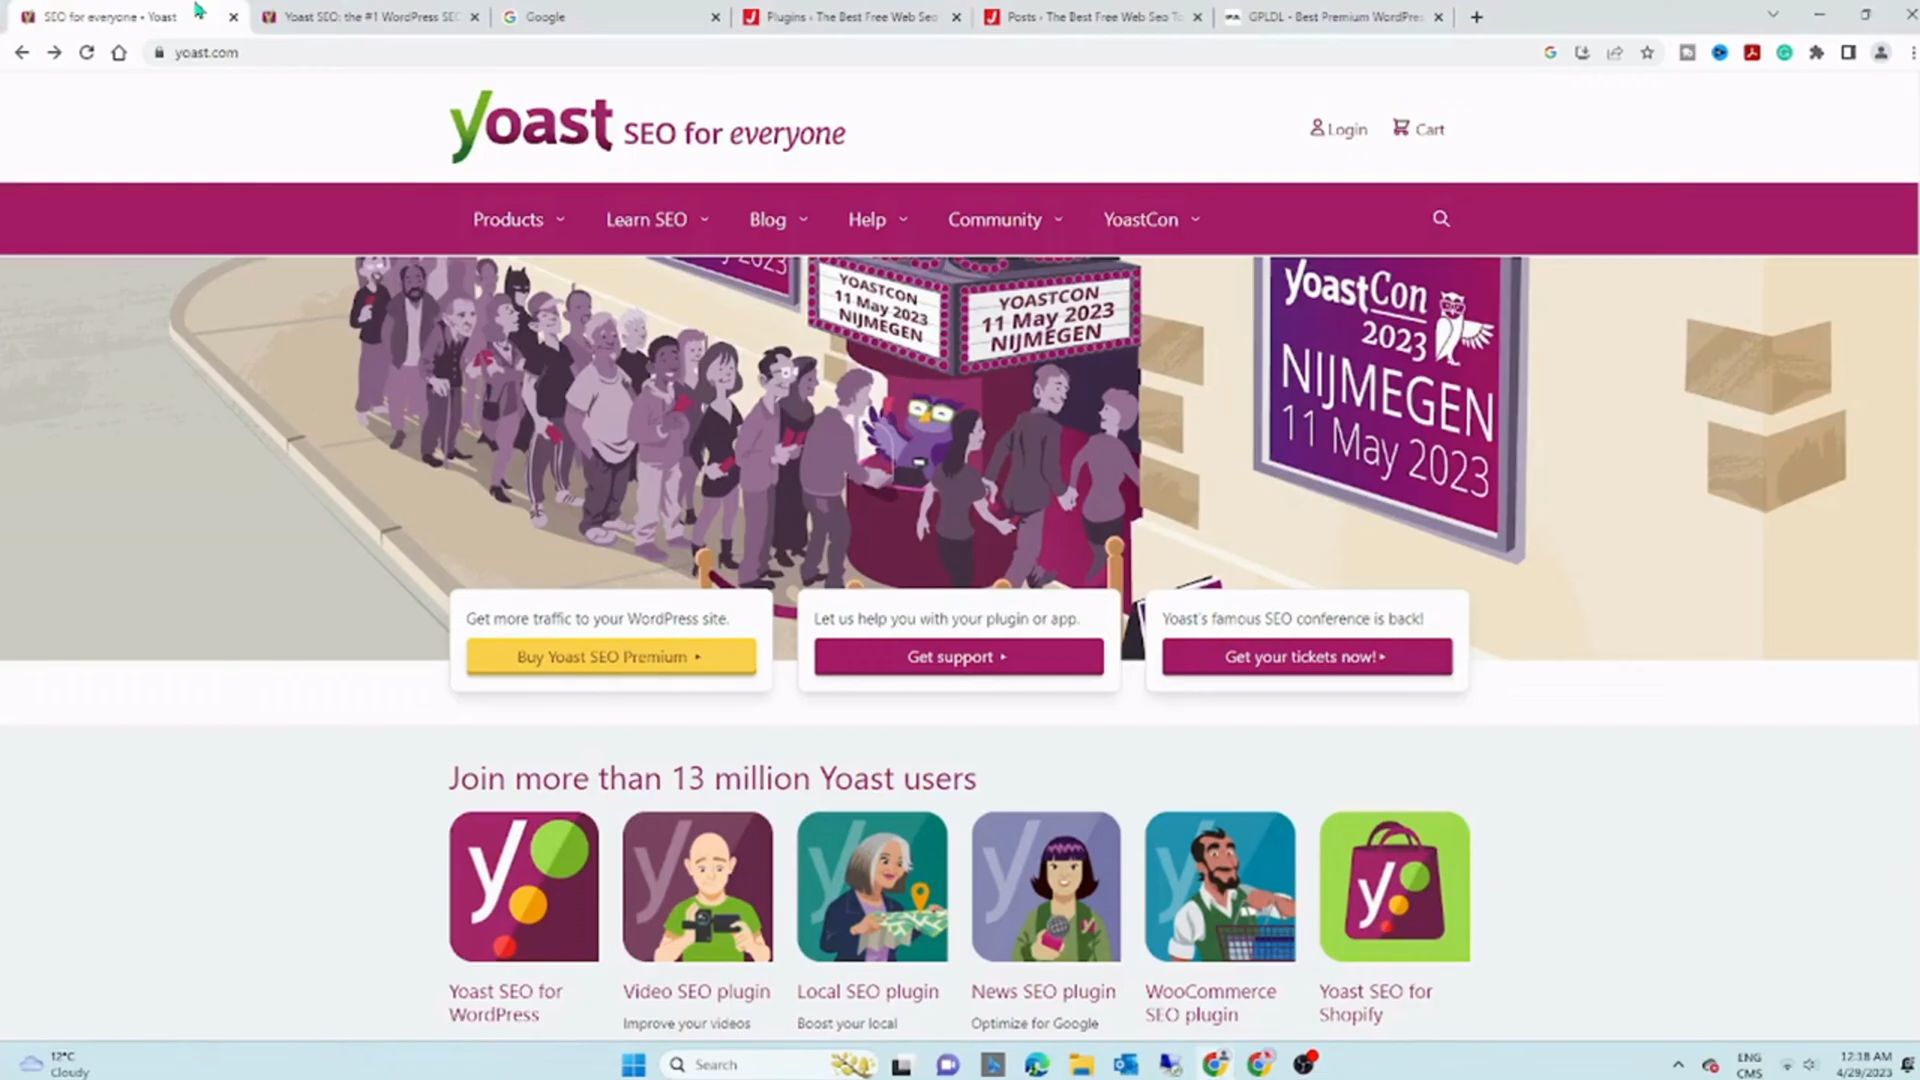 SEO for everyone • Yoast
Yoast SEO: the #1 WordPress SEO
Google
Plugins ‹ The Best Free Web Seo
Posts ‹ The Best Free Web Seo To
GPLDL - Best Premium WordPres
yoast.com
yoast SEO for everyone
Login
Cart
Products
Learn SEO
Blog
Help
Community
YoastCon
YOASTCON
11 May 2023
NIJMEGEN
YOASTCON
11 May 2023
NIJMEGEN
YoastCon
2023
NIJMEGEN
11 May 2023
Get more traffic to your WordPress site.
Buy Yoast SEO Premium
Let us help you with your plugin or app.
Get support
Yoast's famous SEO conference is back!
Get your tickets now!
Join more than 13 million Yoast users
Yoast SEO for
WordPress
Video SEO plugin
Improve your videos
Local SEO plugin
Boost your local
News SEO plugin
Optimize for Google
WooCommerce
SEO plugin
Yoast SEO for
Shopify
12°C
Cloudy
Search
ENG
CMS
12:18 AM
4/29/2023